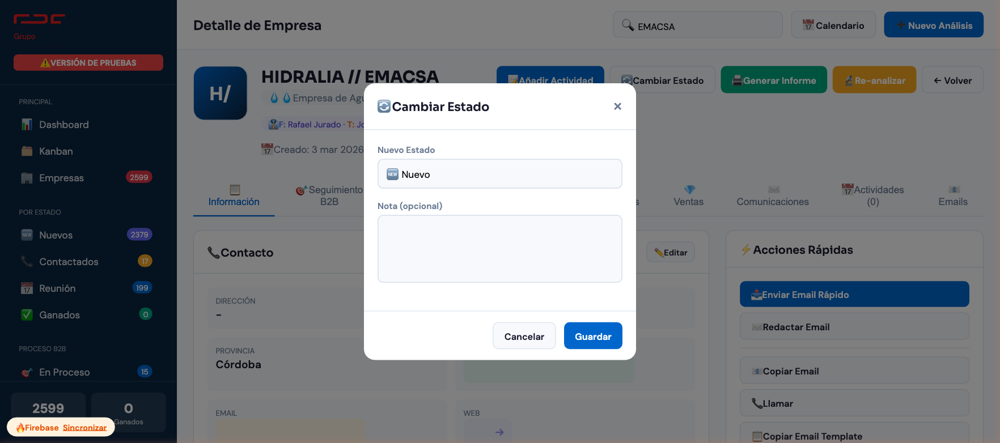 Grupo
VERSIÓN DE PRUEBAS
PRINCIPAL
Dashboard
Kanban
Empresas 2599
POR ESTADO
Nuevos 2379
Contactados 17
Reunión 199
Ganados 0
PROCESO B2B
En Proceso 15
2599
0
Ganados
Firebase Sincronizar
Detalle de Empresa
EMACSA
Calendario
Nuevo Análisis
H/
HIDRALIA // EMACSA
Empresa de Agu
F: Rafael Jurado · T: Jo
Creado: 3 mar 2026
Añadir Actividad
Cambiar Estado
Generar Informe
Re-analizar
← Volver
Información
Seguimiento
B2B
Ventas
Comunicaciones
Actividades
(0)
Emails
Cambiar Estado
×
Nuevo Estado
NEW Nuevo
Nota (opcional)
Cancelar
Guardar
Contacto
Editar
DIRECCIÓN
-
PROVINCIA
Córdoba
EMAIL
WEB
→
Acciones Rápidas
Enviar Email Rápido
Redactar Email
Copiar Email
Llamar
Copiar Email Template